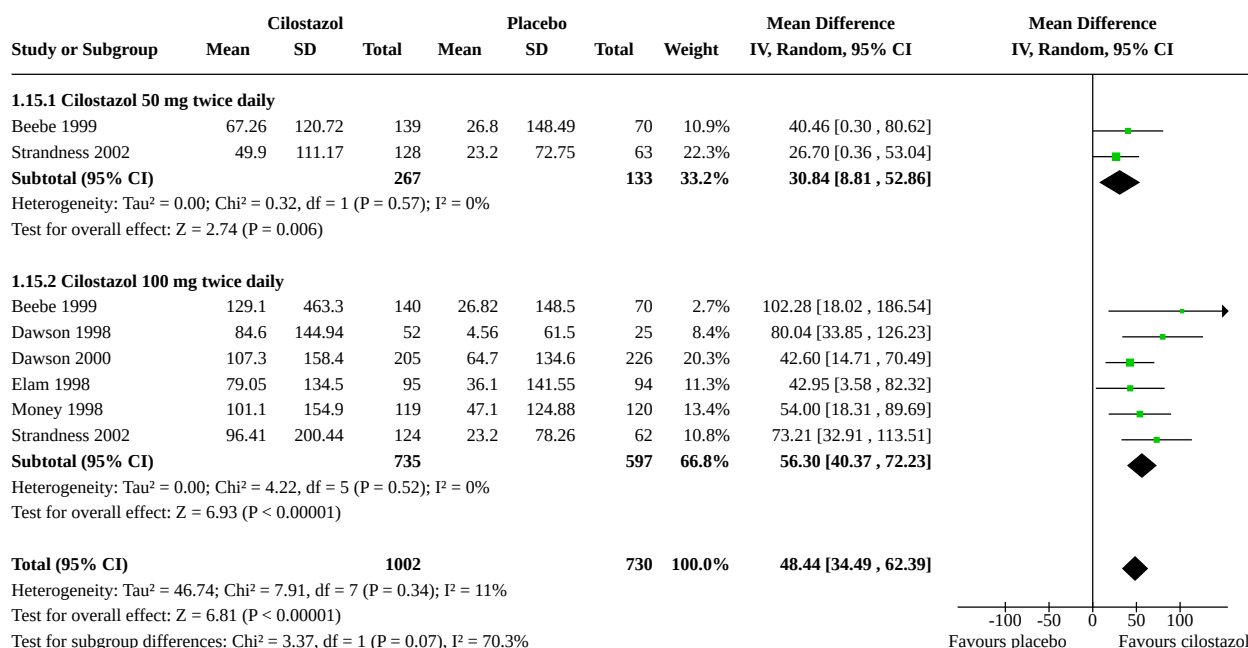 Cilostazol Placebo Mean Difference Mean Difference
Study or Subgroup Mean SD Total Mean SD Total Weight IV, Random, 95% CI IV, Random, 95% CI
1.15.1 Cilostazol 50 mg twice daily
Beebe 1999 67.26 120.72 139 26.8 148.49 70 10.9% 40.46 [0.30 , 80.62]
Strandness 2002 49.9 111.17 128 23.2 72.75 63 22.3% 26.70 [0.36 , 53.04]
Subtotal (95% CI) 267 133 33.2% 30.84 [8.81 , 52.86]
Heterogeneity: Tau² = 0.00; Chi² = 0.32, df = 1 (P = 0.57); I² = 0%
Test for overall effect: Z = 2.74 (P = 0.006)
1.15.2 Cilostazol 100 mg twice daily
Beebe 1999 129.1 463.3 140 26.82 148.5 70 2.7% 102.28 [18.02 , 186.54]
Dawson 1998 84.6 144.94 52 4.56 61.5 25 8.4% 80.04 [33.85 , 126.23]
Dawson 2000 107.3 158.4 205 64.7 134.6 226 20.3% 42.60 [14.71 , 70.49]
Elam 1998 79.05 134.5 95 36.1 141.55 94 11.3% 42.95 [3.58 , 82.32]
Money 1998 101.1 154.9 119 47.1 124.88 120 13.4% 54.00 [18.31 , 89.69]
Strandness 2002 96.41 200.44 124 23.2 78.26 62 10.8% 73.21 [32.91 , 113.51]
Subtotal (95% CI) 735 597 66.8% 56.30 [40.37 , 72.23]
Heterogeneity: Tau² = 0.00; Chi² = 4.22, df = 5 (P = 0.52); I² = 0%
Test for overall effect: Z = 6.93 (P < 0.00001)
Total (95% CI) 1002 730 100.0% 48.44 [34.49 , 62.39]
Heterogeneity: Tau² = 46.74; Chi² = 7.91, df = 7 (P = 0.34); I² = 11%
Test for overall effect: Z = 6.81 (P < 0.00001)
-100 -50 0 50 100
Test for subgroup differences: Chi² = 3.37, df = 1 (P = 0.07), I² = 70.3%
Favours placebo Favours cilostazol